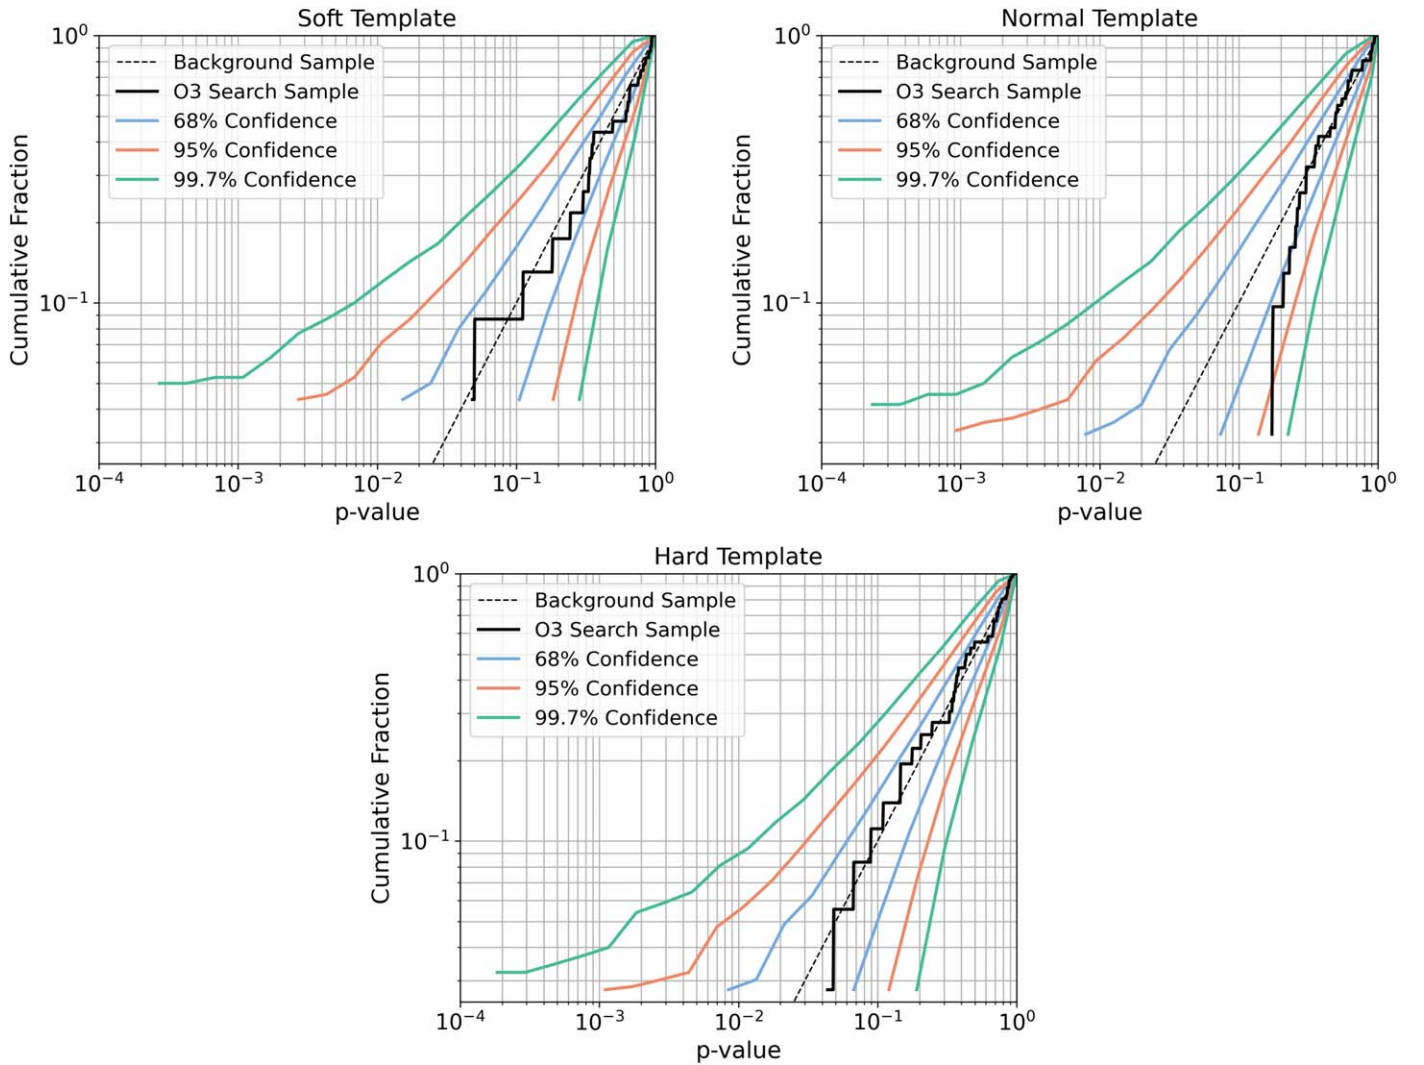 Soft Template
10^0
10^-1
Cumulative Fraction
Background Sample
O3 Search Sample
68% Confidence
95% Confidence
99.7% Confidence
10^-4 10^-3 10^-2 10^-1 10^0
p-value
Normal Template
10^0
10^-1
Cumulative Fraction
Background Sample
O3 Search Sample
68% Confidence
95% Confidence
99.7% Confidence
10^-4 10^-3 10^-2 10^-1 10^0
p-value
Hard Template
10^0
10^-1
Cumulative Fraction
Background Sample
O3 Search Sample
68% Confidence
95% Confidence
99.7% Confidence
10^-4 10^-3 10^-2 10^-1 10^0
p-value